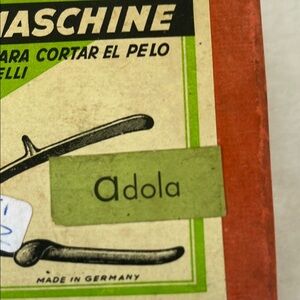 MASCHINE
ARA CORTAR EL PELO
ELLI
adola
MADE IN GERMANY